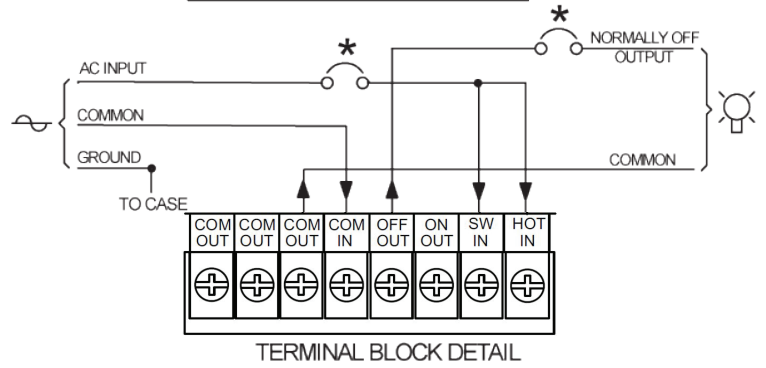 *
NORMALLY OFF
OUTPUT
*
AC INPUT
COMMON
GROUND
COMMON
TO CASE
COM OUT
COM OUT
COM OUT
COM IN
OFF OUT
ON OUT
SW IN
HOT IN
TERMINAL BLOCK DETAIL